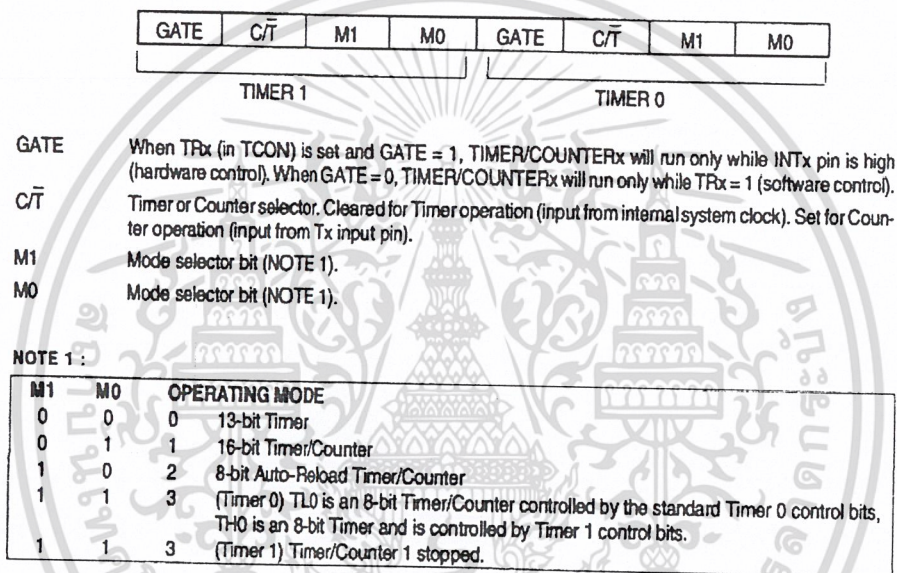 GATE C/T̅ M1 M0 GATE C/T̅ M1 M0
TIMER 1 TIMER 0
GATE When TRx (in TCON) is set and GATE = 1, TIMER/COUNTERx will run only while INTx pin is high
(hardware control). When GATE = 0, TIMER/COUNTERx will run only while TRx = 1 (software control).
C/T̅ Timer or Counter selector. Cleared for Timer operation (input from internal system clock). Set for Coun-
ter operation (input from Tx input pin).
M1 Mode selector bit (NOTE 1).
M0 Mode selector bit (NOTE 1).
NOTE 1 :
M1 M0 OPERATING MODE
0 0 0 13-bit Timer
0 1 1 16-bit Timer/Counter
1 0 2 8-bit Auto-Reload Timer/Counter
1 1 3 (Timer 0) TL0 is an 8-bit Timer/Counter controlled by the standard Timer 0 control bits,
TH0 is an 8-bit Timer and is controlled by Timer 1 control bits.
1 1 3 (Timer 1) Timer/Counter 1 stopped.